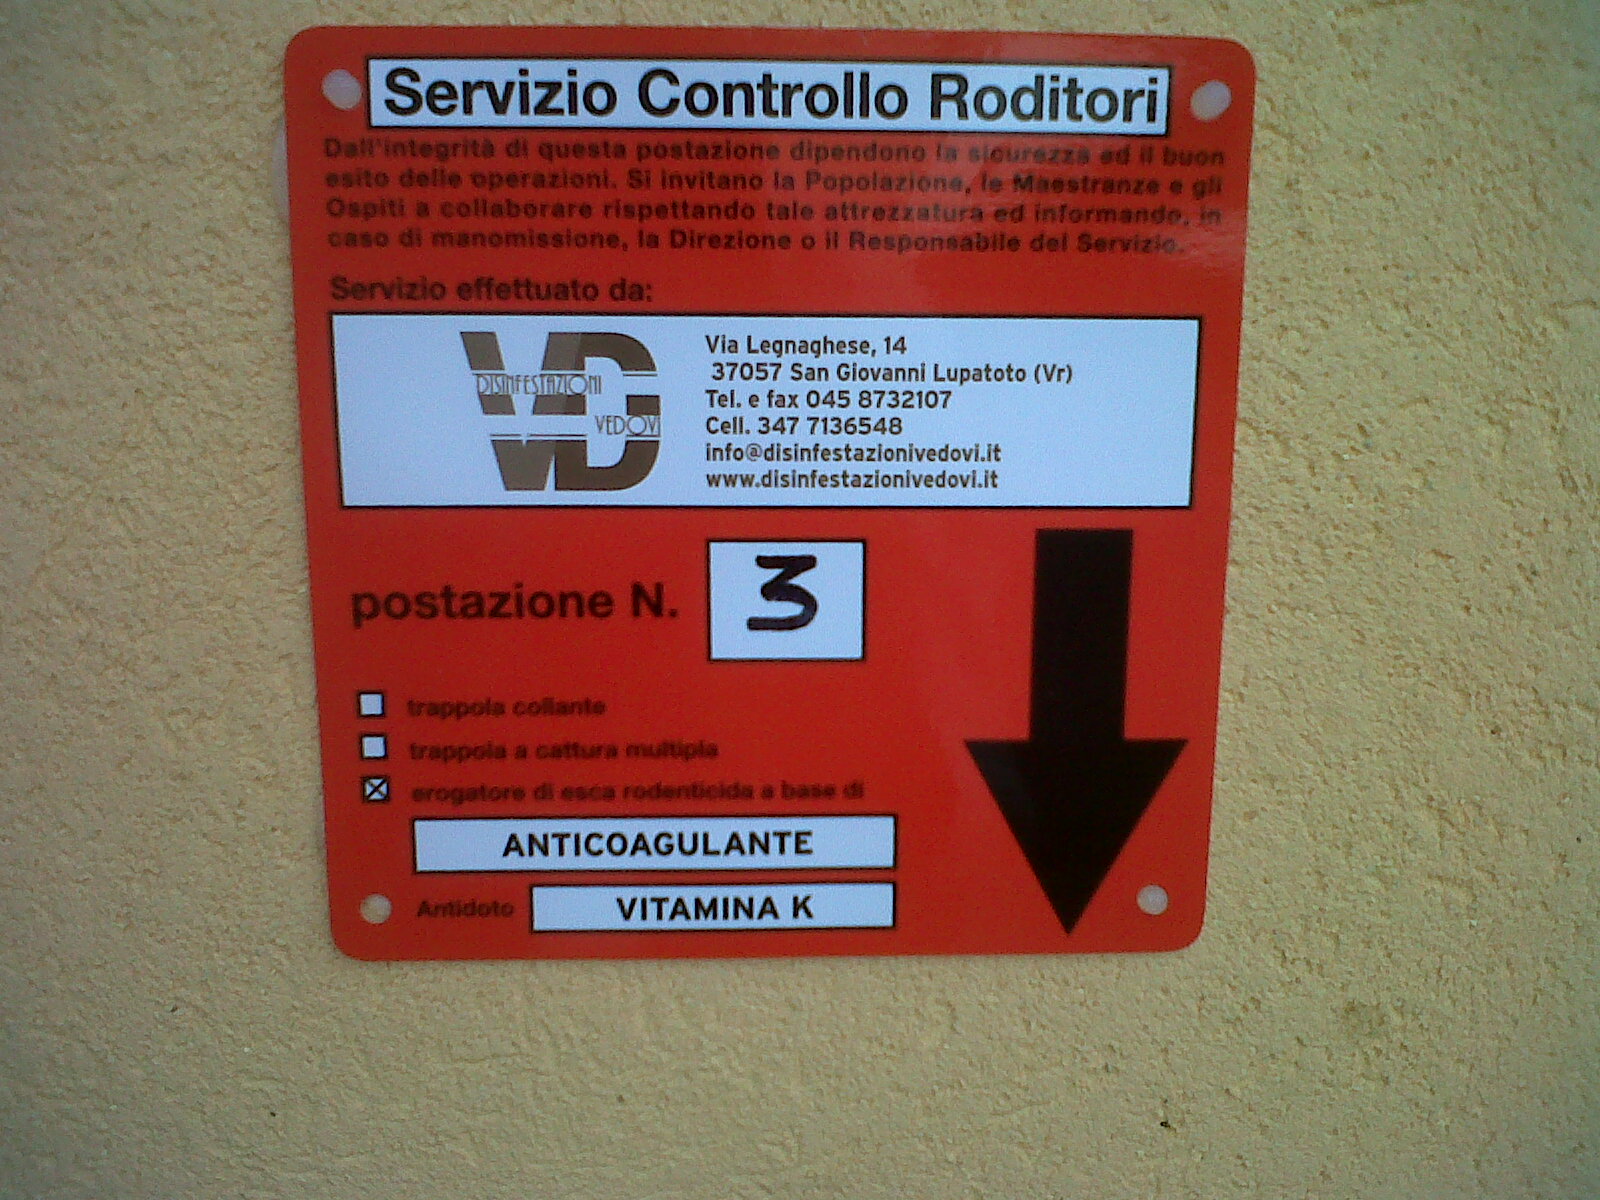 Servizio Controllo Roditori
Dall'integrità di questa postazione dipendono la sicurezza ed il buon
esito delle operazioni. Si invitano la Popolazione, le Maestranze e gli
Ospiti a collaborare rispettando tale attrezzatura ed informando, in
caso di manomissione, la Direzione o il Responsabile del Servizio.
Servizio effettuato da:
VD
DISINFESTAZIONI
VEDOVI
Via Legnaghese, 14
37057 San Giovanni Lupatoto (Vr)
Tel. e fax 045 8732107
Cell. 347 7136548
info@disinfestazionivedovi.it
www.disinfestazionivedovi.it
postazione N. 3
trappola collante
trappola a cattura multipla
erogatore di esca rodenticida a base di
ANTICOAGULANTE
Antidoto VITAMINA K